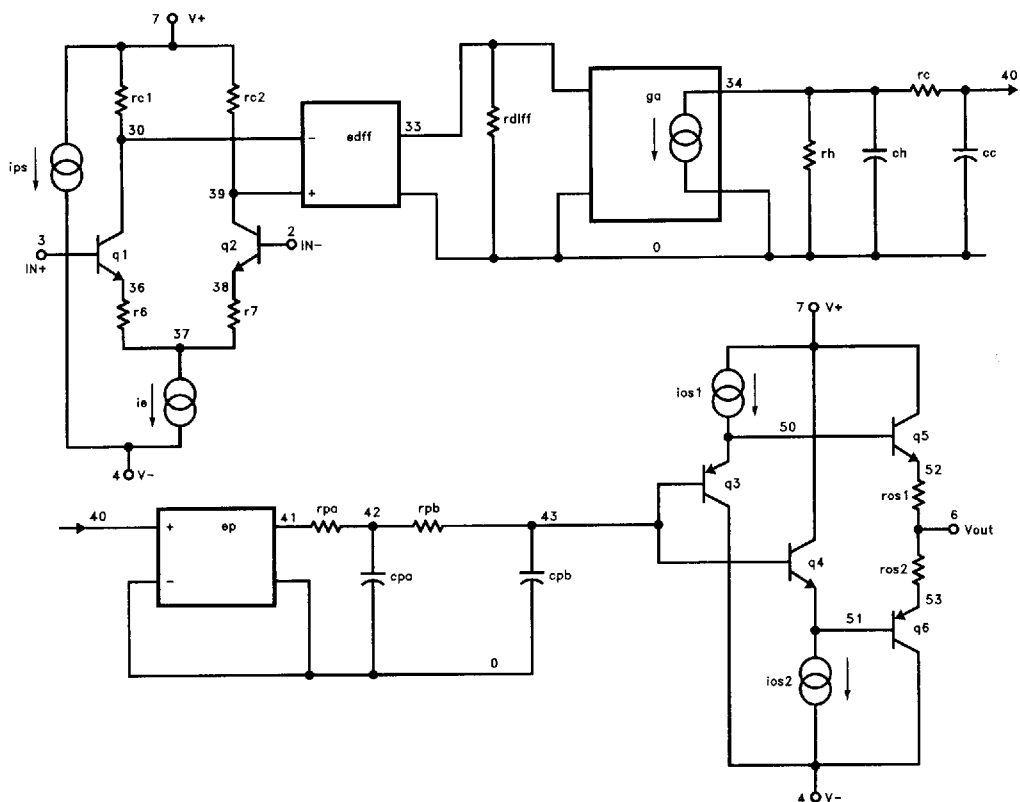 7 V+
rc1
rc2
30
ips
3
IN+
q1
36
r6
37
ie
4 V-
39
q2
2
IN-
38
r7
-
edff
+
33
rdiff
ga
34
rc
40
rh
ch
cc
0
40
+
ep
-
41
rpa
42
rpb
43
cpa
cpb
0
7 V+
ios1
50
q5
q3
52
ros1
6
Vout
q4
ros2
53
51
q6
ios2
4 V-